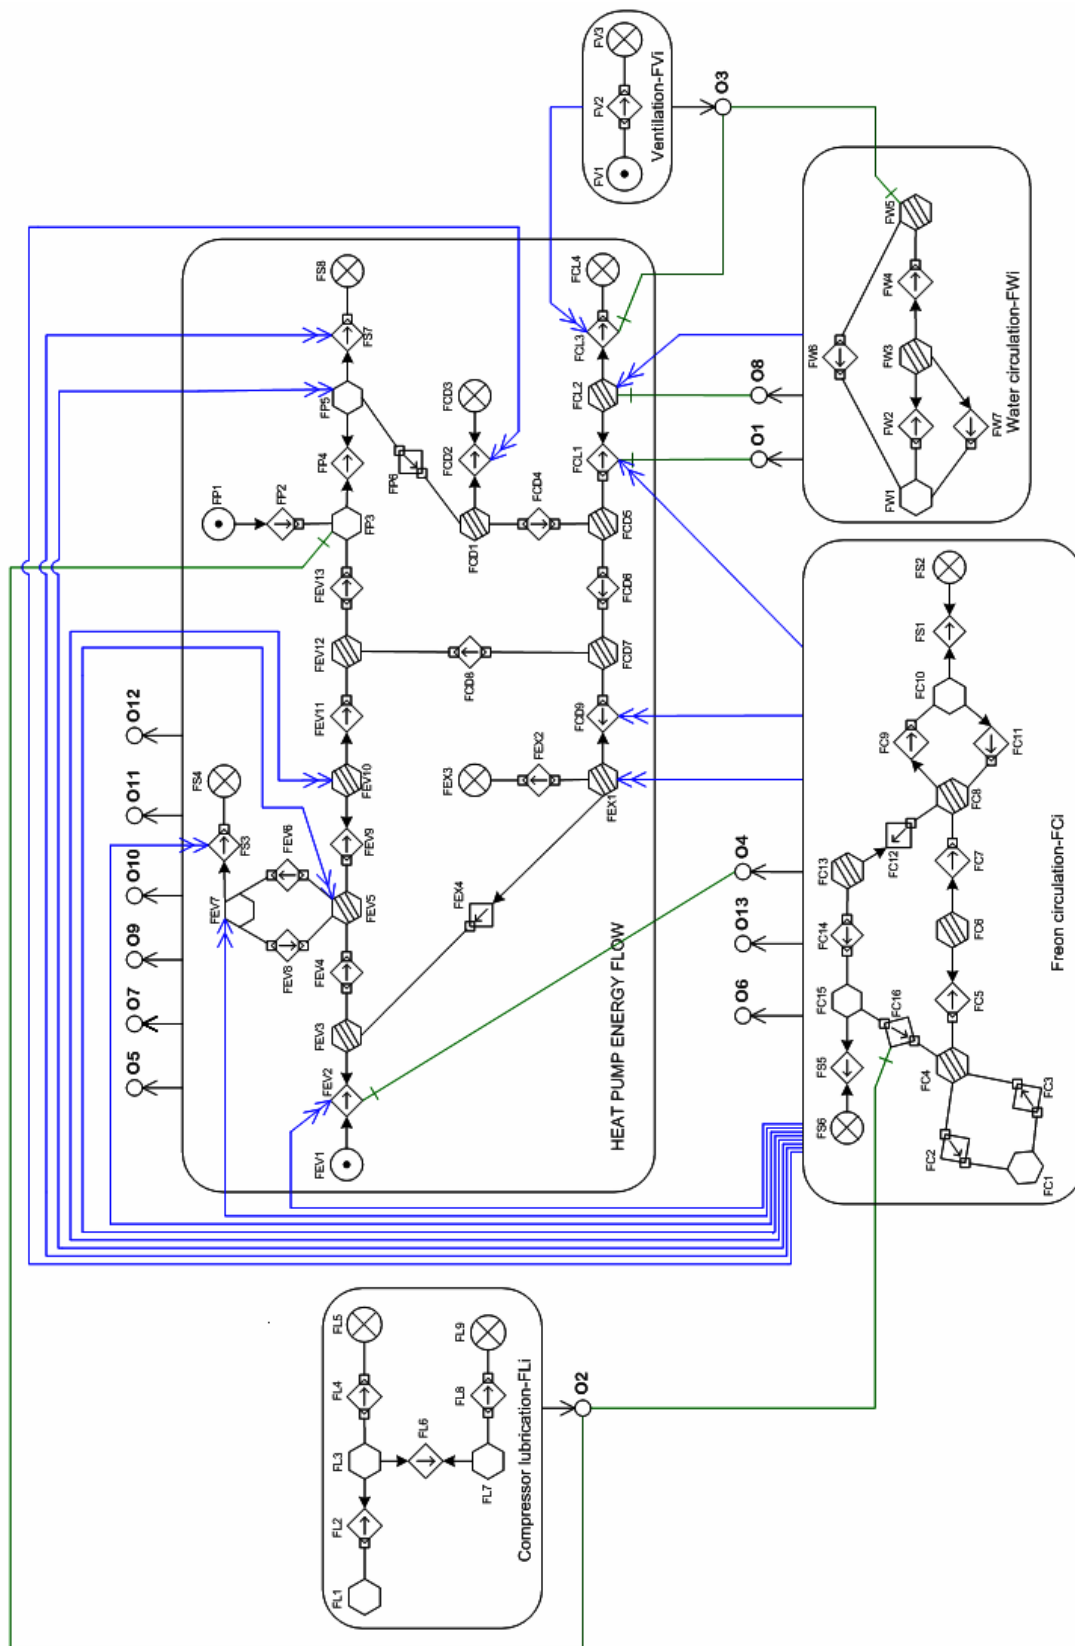 FV3
FV2
FV1
Ventilation-FVi
O3
FS8
FS7
FP5
FP4
FP1
FP2
FP3
FP6
FCD3
FCD2
FCD1
FCD4
FCD5
FCD6
FCD7
FCD8
FCD9
FCL4
FCL3
FCL2
FCL1
FEV13
FEV12
FEV11
FEV10
FEV9
FEV8
FEV7
FEV6
FEV5
FEV4
FEV3
FEV2
FEV1
FS4
FS3
FEX3
FEX2
FEX1
FEX4
HEAT PUMP ENERGY FLOW
O12
O11
O10
O9
O7
O5
O8
O1
FW5
FW4
FW6
FW3
FW2
FW7
FW1
Water circulation-FWi
O4
O13
O6
FS2
FS1
FC10
FC9
FC11
FC8
FC12
FC13
FC7
FC14
FC6
FC15
FC16
FC5
FS5
FC4
FS6
FC3
FC2
FC1
Freon circulation-FCi
FL5
FL4
FL3
FL2
FL1
FL6
FL9
FL8
FL7
Compressor lubrication-FLi
O2